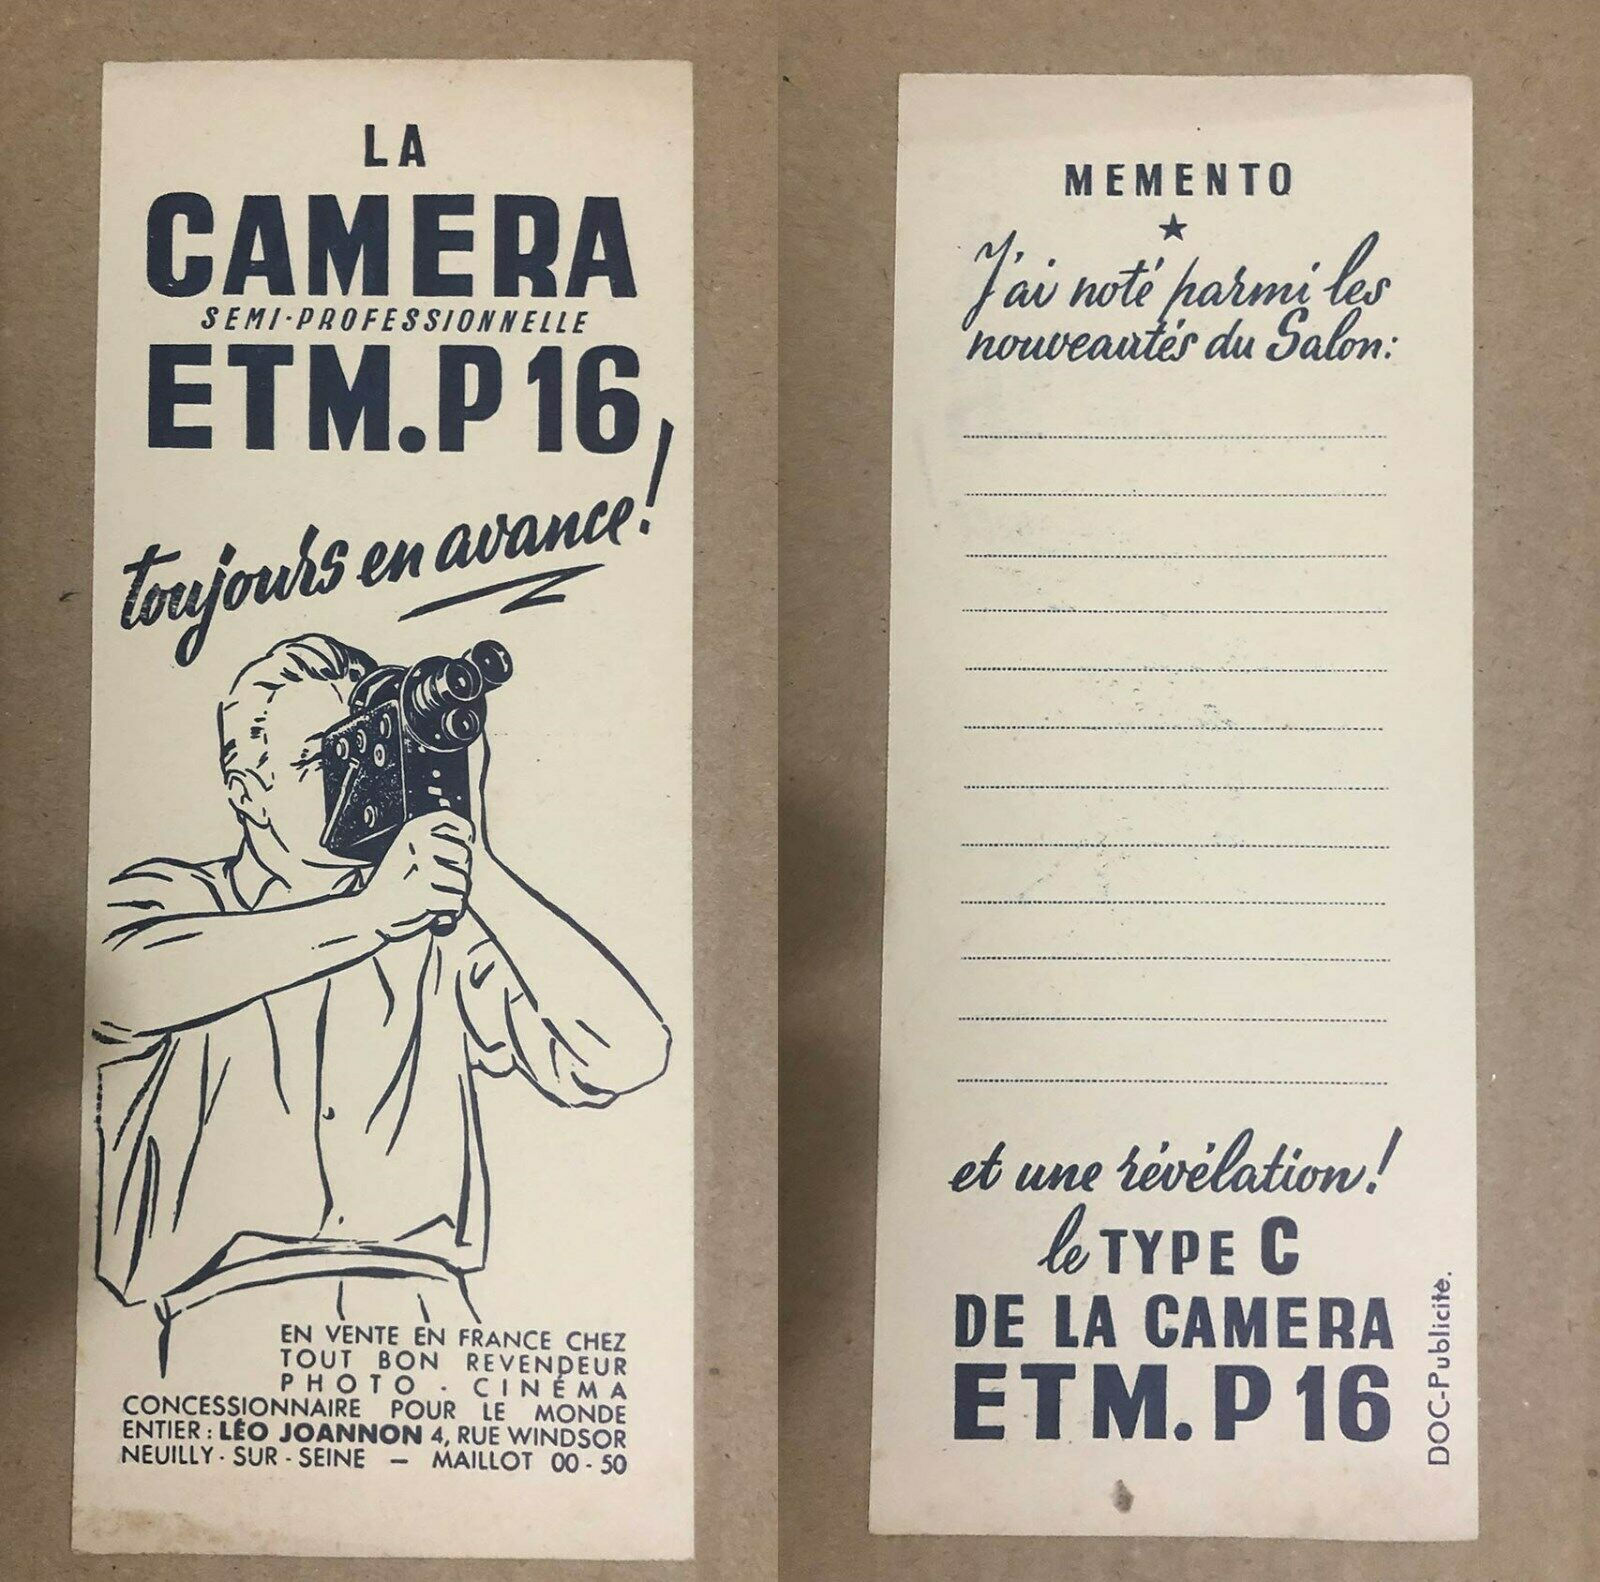 LA
CAMERA
SEMI-PROFESSIONNELLE
ETM.P 16
toujours en avance!
EN VENTE EN FRANCE CHEZ
TOUT BON REVENDEUR
PHOTO - CINÉMA
CONCESSIONNAIRE POUR LE MONDE
ENTIER : LÉO JOANNON 4, RUE WINDSOR
NEUILLY - SUR - SEINE — MAILLOT 00 - 50
MEMENTO
J'ai noté parmi les
nouveautés du Salon:
et une révélation!
le TYPE C
DE LA CAMERA
ETM.P 16
DOC-Publicité.